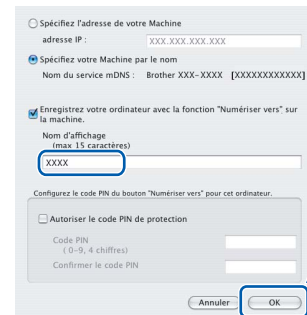 Spécifiez l'adresse de votre Machine
adresse IP :
XXX.XXX.XXX.XXX
Spécifiez votre Machine par le nom
Nom du service mDNS : Brother XXX-XXXX [XXXXXXXXXXXX]
Enregistrez votre ordinateur avec la fonction "Numériser vers" sur
la machine.
Nom d'affichage
(max 15 caractères)
XXXX
Configurez le code PIN du bouton "Numériser vers" pour cet ordinateur.
Autoriser le code PIN de protection
Code PIN
( 0-9, 4 chiffres)
Confirmer le code PIN
Annuler OK